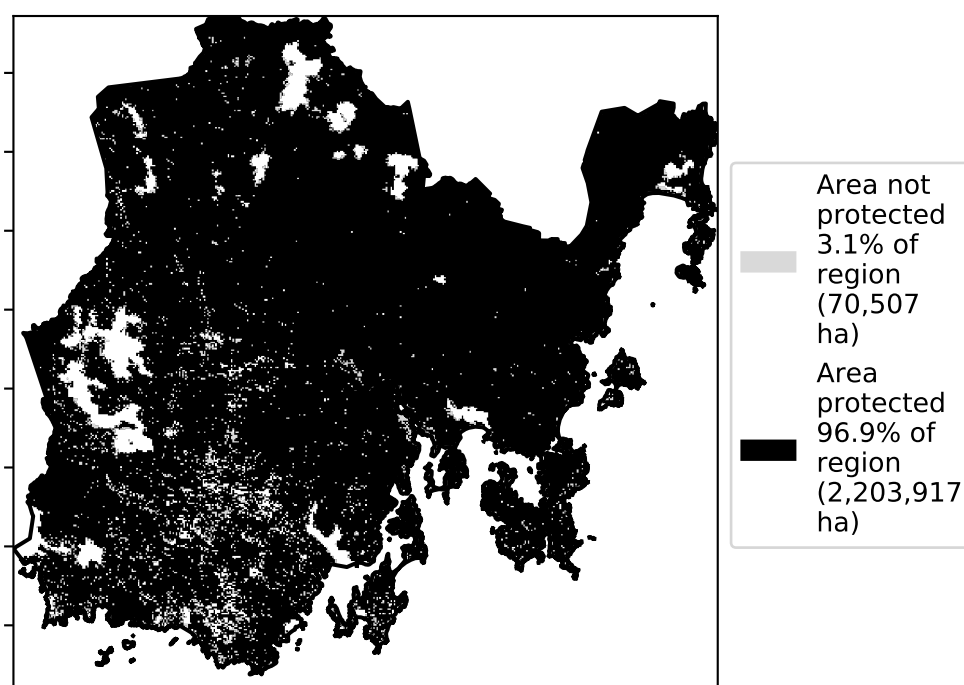 Area not
protected
3.1% of
region
(70,507
ha)
Area
protected
96.9% of
region
(2,203,917
ha)